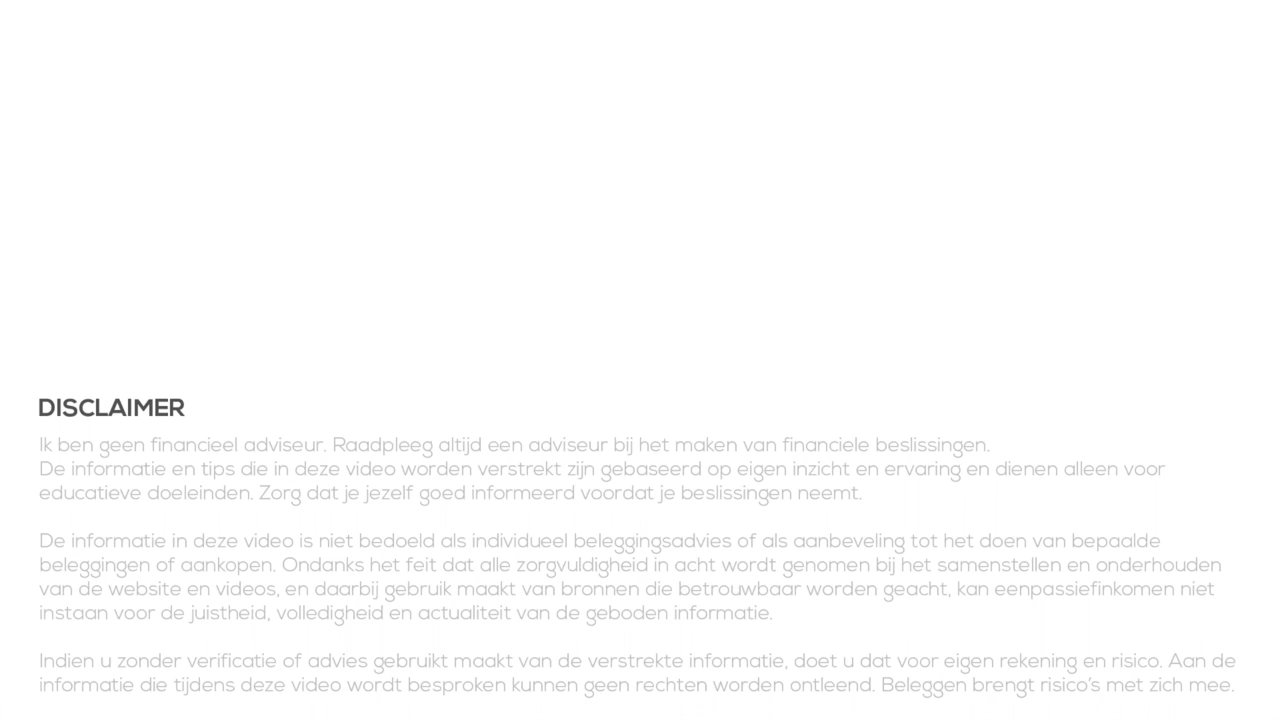 DISCLAIMER
Ik ben geen financieel adviseur. Raadpleeg altijd een adviseur bij het maken van financiele beslissingen.
De informatie en tips die in deze video worden verstrekt zijn gebaseerd op eigen inzicht en ervaring en dienen alleen voor
educatieve doeleinden. Zorg dat je jezelf goed informeerd voordat je beslissingen neemt.
De informatie in deze video is niet bedoeld als individueel beleggingsadvies of als aanbeveling tot het doen van bepaalde
beleggingen of aankopen. Ondanks het feit dat alle zorgvuldigheid in acht wordt genomen bij het samenstellen en onderhouden
van de website en videos, en daarbij gebruik maakt van bronnen die betrouwbaar worden geacht, kan eenpassiefinkomen niet
instaan voor de juistheid, volledigheid en actualiteit van de geboden informatie.
Indien u zonder verificatie of advies gebruikt maakt van de verstrekte informatie, doet u dat voor eigen rekening en risico. Aan de
informatie die tijdens deze video wordt besproken kunnen geen rechten worden ontleend. Beleggen brengt risico's met zich mee.